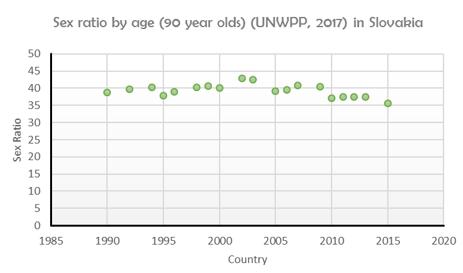 Sex ratio by age (90 year olds) (UNWPP, 2017) in Slovakia
50
45
40
35
30
25
20
15
10
5
0
Sex Ratio
1985 1990 1995 2000 2005 2010 2015 2020
Country